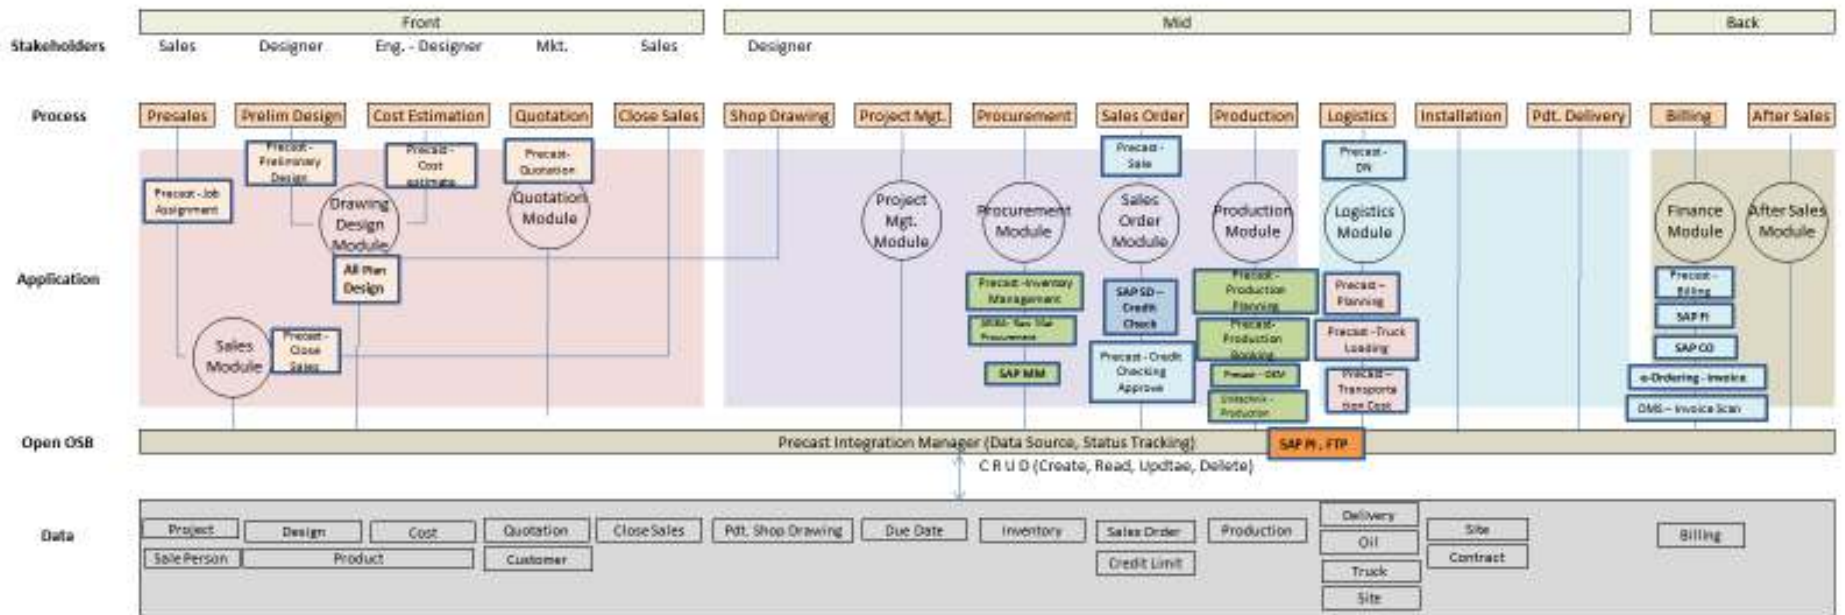 Front
Mid
Back
Stakeholders
Sales
Designer
Eng. - Designer
Mkt.
Sales
Designer
Process
Presales
Prelim Design
Cost Estimation
Quotation
Close Sales
Shop Drawing
Project Mgt.
Procurement
Sales Order
Production
Logistics
Installation
Pdt. Delivery
Billing
After Sales
Application
Precast - Job
Assignment
Precast -
Preliminary
Design
Precast -
Cost
estimate
Precast-
Quotation
Drawing
Design
Module
All Plan
Design
Quotation
Module
Sales
Module
Precast -
Close
Sales
Project
Mgt.
Module
Procurement
Module
Precast -Inventory
Management
Procurement
SAP MM
Precast -
Sale
Sales
Order
Module
SAP SD –
Credit
Check
Precast - Credit
Checking
Approve
Production
Module
Precast -
Production
Planning
Precast-
Production
Booking
Precast - OEM
Production
Precast -
DN
Logistics
Module
Precast –
Planning
Precast –Truck
Loading
Precast –
Transporta
tion Cost
Finance
Module
Precast -
Billing
SAP FI
SAP CO
e-Ordering - Invoice
DMS – Invoice Scan
After Sales
Module
Open OSB
Precast Integration Manager (Data Source, Status Tracking)
SAP PI , FTP
C R U D (Create, Read, Updtae, Delete)
Data
Project
Sale Person
Design
Cost
Product
Quotation
Customer
Close Sales
Pdt. Shop Drawing
Due Date
Inventory
Sales Order
Credit Limit
Production
Delivery
Oil
Truck
Site
Site
Contract
Billing